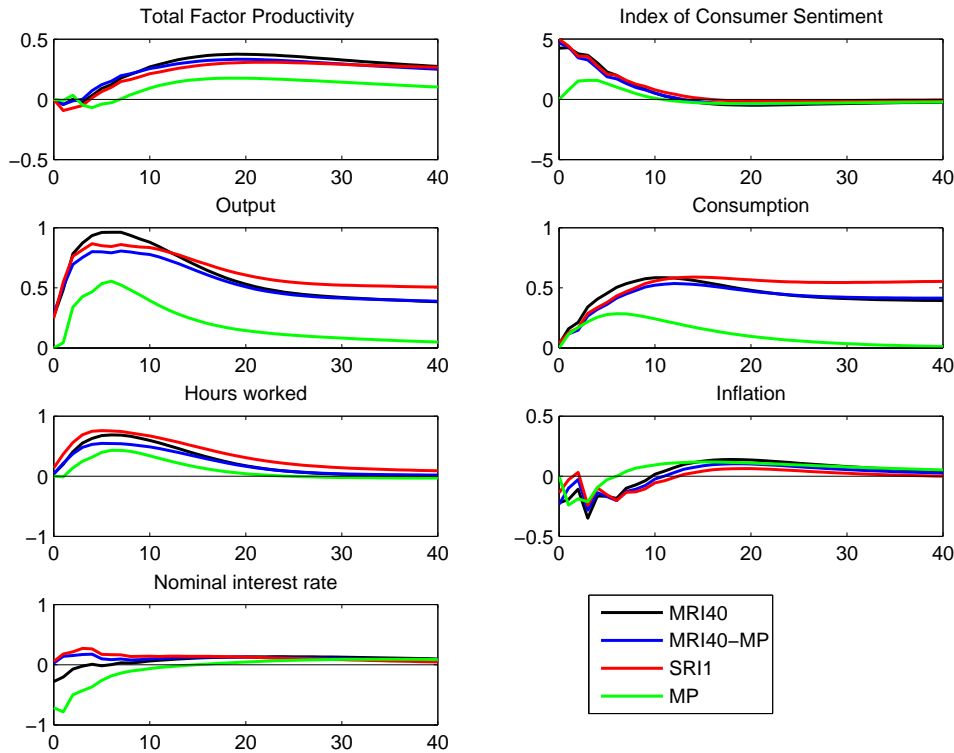 Total Factor Productivity
0.5
0
−0.5
0 10 20 30 40
Index of Consumer Sentiment
5
0
−5
0 10 20 30 40
Output
1
0.5
0
0 10 20 30 40
Consumption
1
0.5
0
0 10 20 30 40
Hours worked
1
0
−1
0 10 20 30 40
Inflation
0.5
0
−0.5
0 10 20 30 40
Nominal interest rate
1
0
−1
0 10 20 30 40
MRI40
MRI40−MP
SRI1
MP